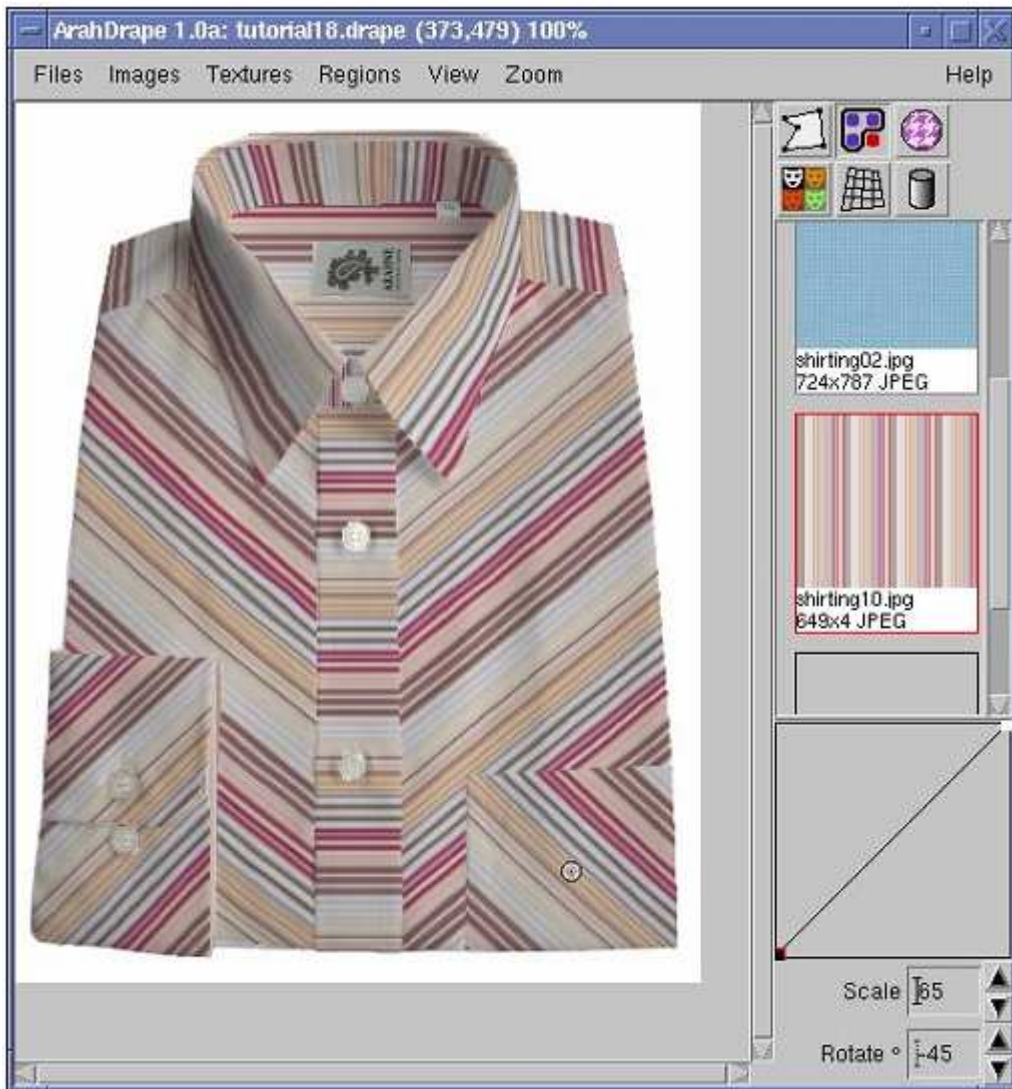 ArahDrape 1.0a: tutorial18.drape (373,479) 100%
Files Images Textures Regions View Zoom Help
shirting02.jpg
724x787 JPEG
shirting10.jpg
649x4 JPEG
Scale 65
Rotate ° -45